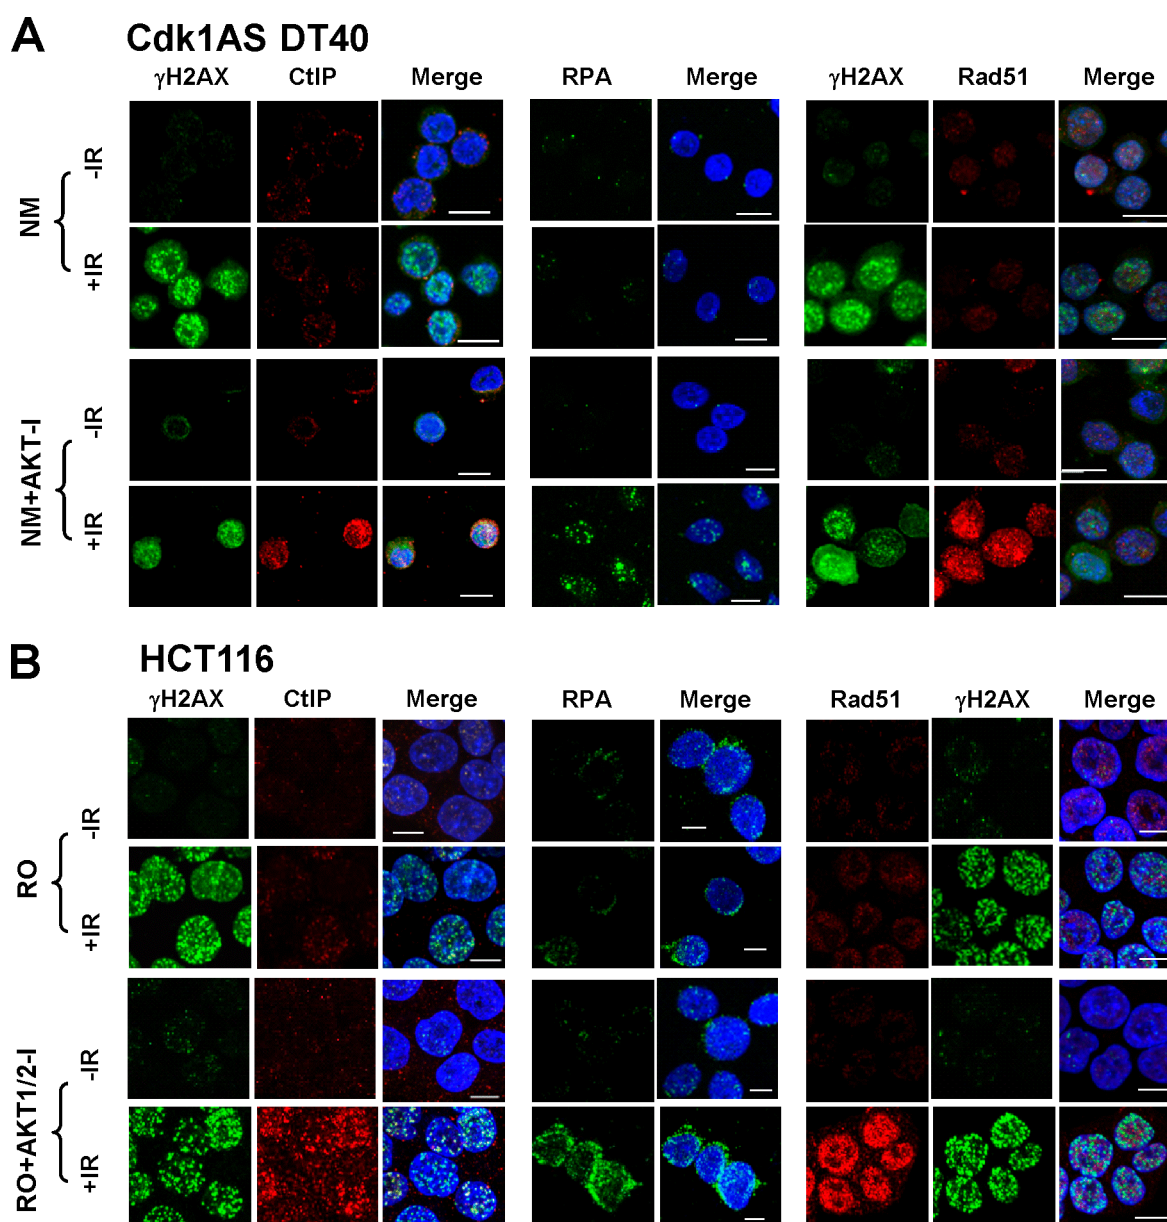 A Cdk1AS DT40
γH2AX CtIP Merge RPA Merge γH2AX Rad51 Merge
NM
-IR
+IR
NM+AKT-I
-IR
+IR
B HCT116
γH2AX CtIP Merge RPA Merge Rad51 γH2AX Merge
RO
-IR
+IR
RO+AKT1/2-I
-IR
+IR